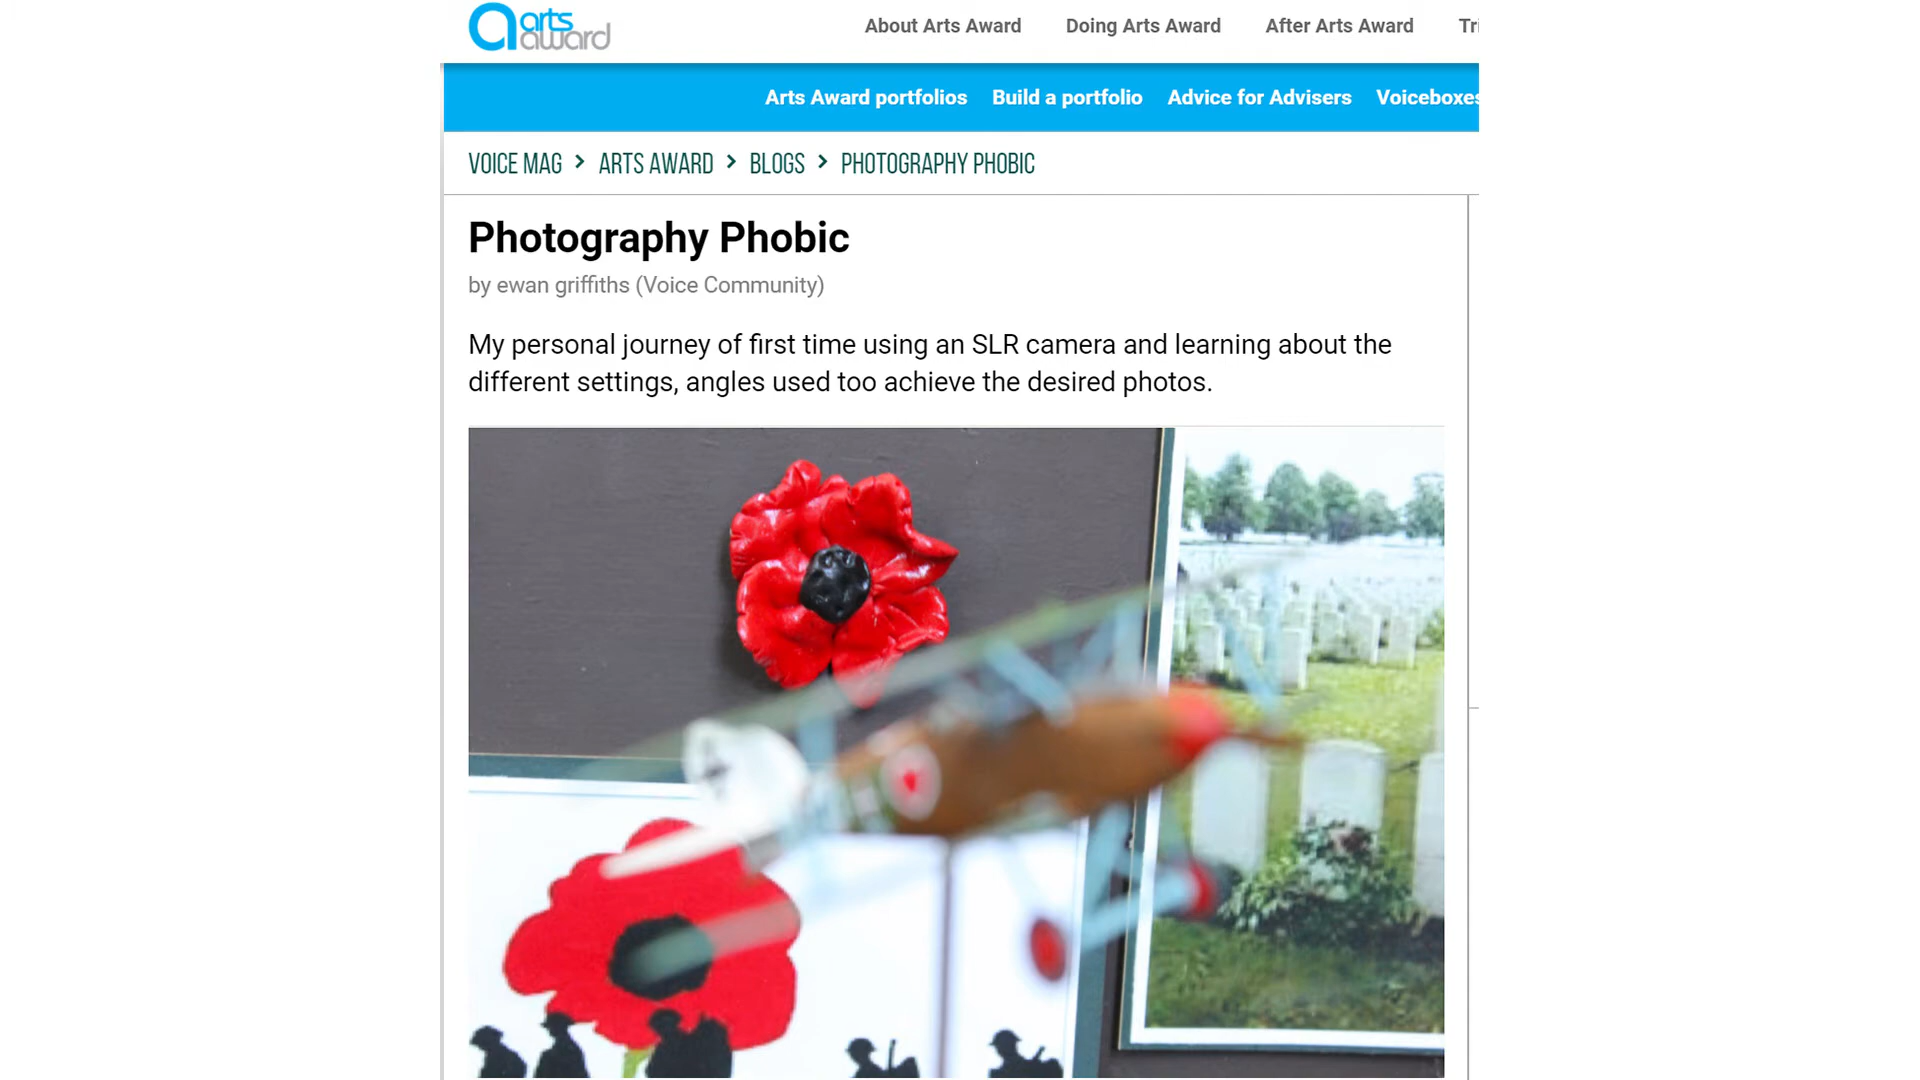 arts
award
About Arts Award
Doing Arts Award
After Arts Award
Arts Award portfolios
Build a portfolio
Advice for Advisers
Voiceboxes
VOICE MAG > ARTS AWARD > BLOGS > PHOTOGRAPHY PHOBIC
Photography Phobic
by ewan griffiths (Voice Community)
My personal journey of first time using an SLR camera and learning about the
different settings, angles used too achieve the desired photos.